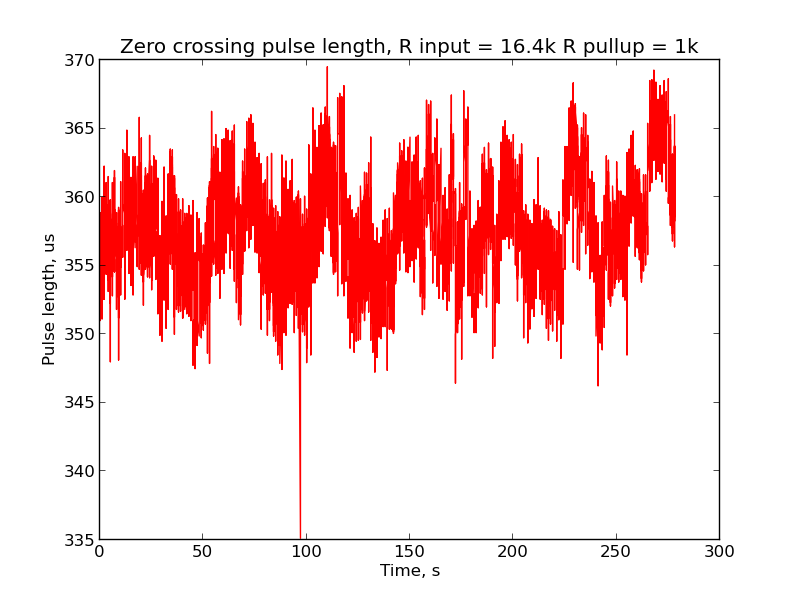 Zero crossing pulse length, R input = 16.4k R pullup = 1k
370
365
360
355
350
345
340
335
Pulse length, us
0 50 100 150 200 250 300
Time, s